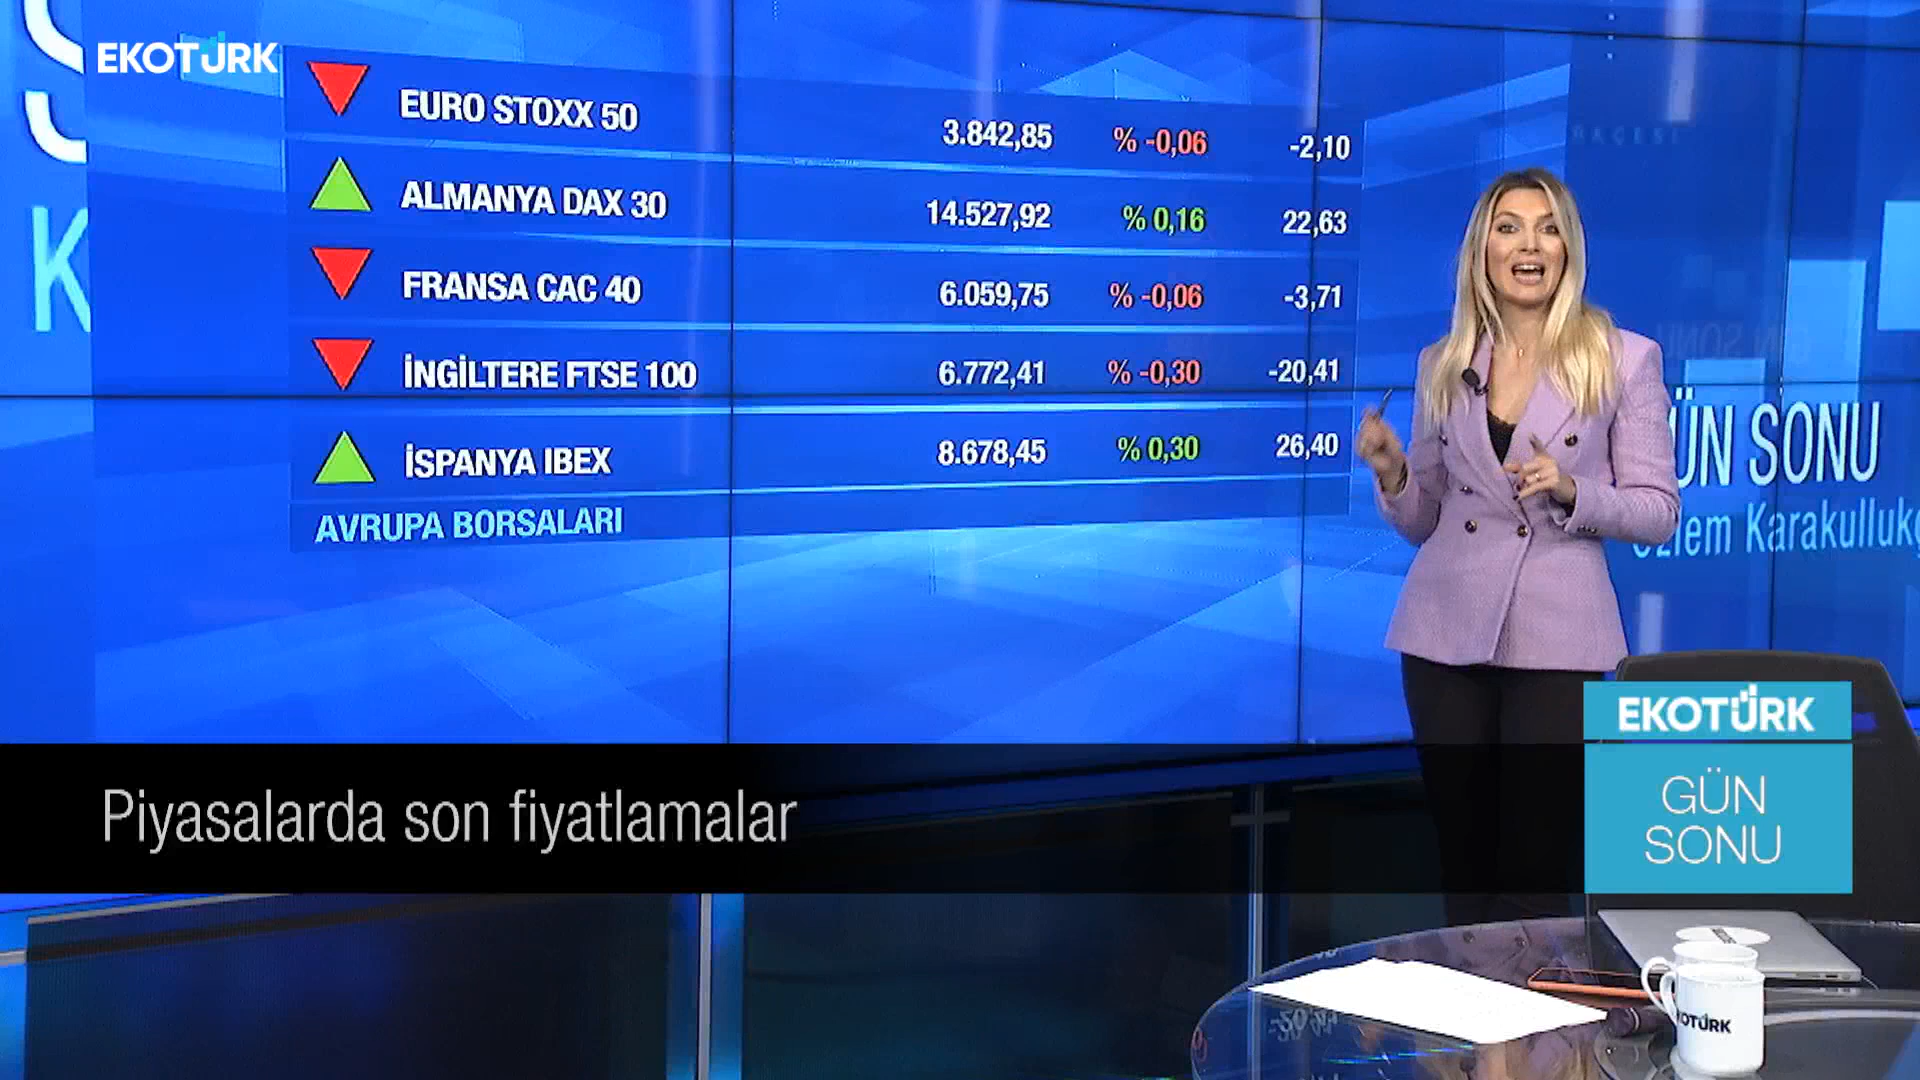 EKOTÜRK
EURO STOXX 50 3.842,85 % -0,06 -2,10
ALMANYA DAX 30 14.527,92 % 0,16 22,63
FRANSA CAC 40 6.059,75 % -0,06 -3,71
İNGİLTERE FTSE 100 6.772,41 % -0,30 -20,41
İSPANYA IBEX 8.678,45 % 0,30 26,40
AVRUPA BORSALARI
K
GÜN SONU
Karakullukç
EKOTÜRK
GÜN
SONU
Piyasalarda son fiyatlamalar
KOTÜRK